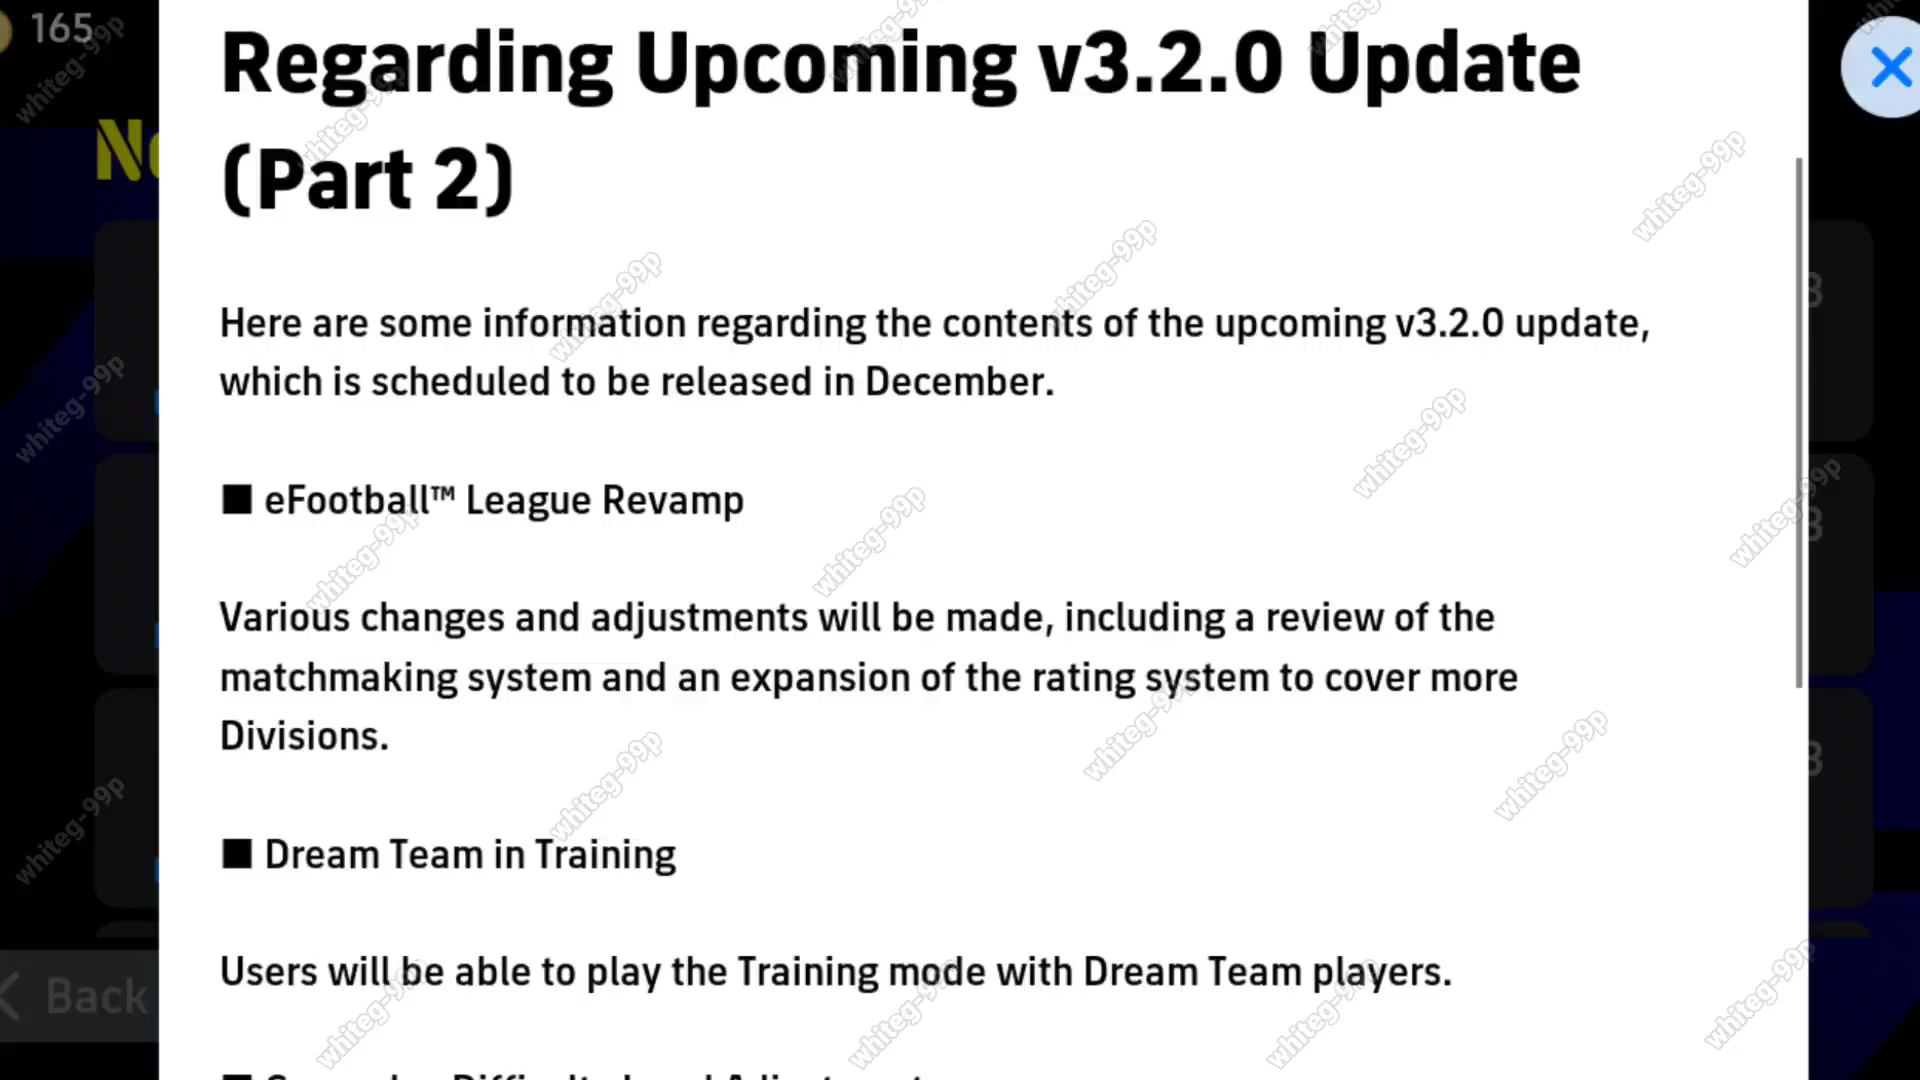 165
Regarding Upcoming v3.2.0 Update
(Part 2)
Here are some information regarding the contents of the upcoming v3.2.0 update,
which is scheduled to be released in December.
■ eFootball™ League Revamp
Various changes and adjustments will be made, including a review of the
matchmaking system and an expansion of the rating system to cover more
Divisions.
■ Dream Team in Training
Users will be able to play the Training mode with Dream Team players.
Back
whiteg-99p